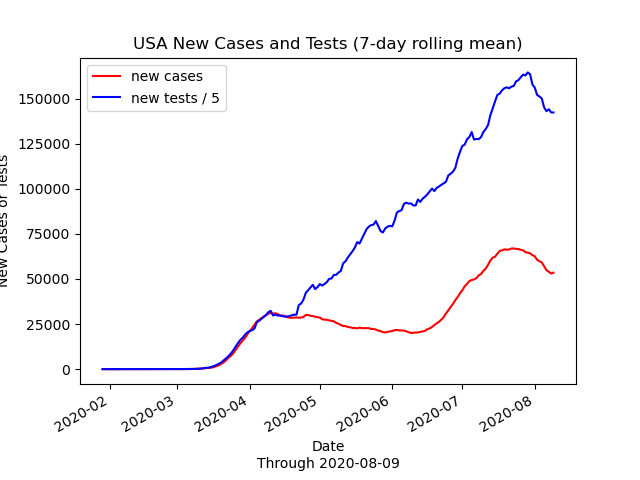 USA New Cases and Tests (7-day rolling mean)
new cases
new tests / 5
150000
125000
100000
75000
50000
25000
0
New Cases or Tests
2020-02
2020-03
2020-04
2020-05
2020-06
2020-07
2020-08
Date
Through 2020-08-09